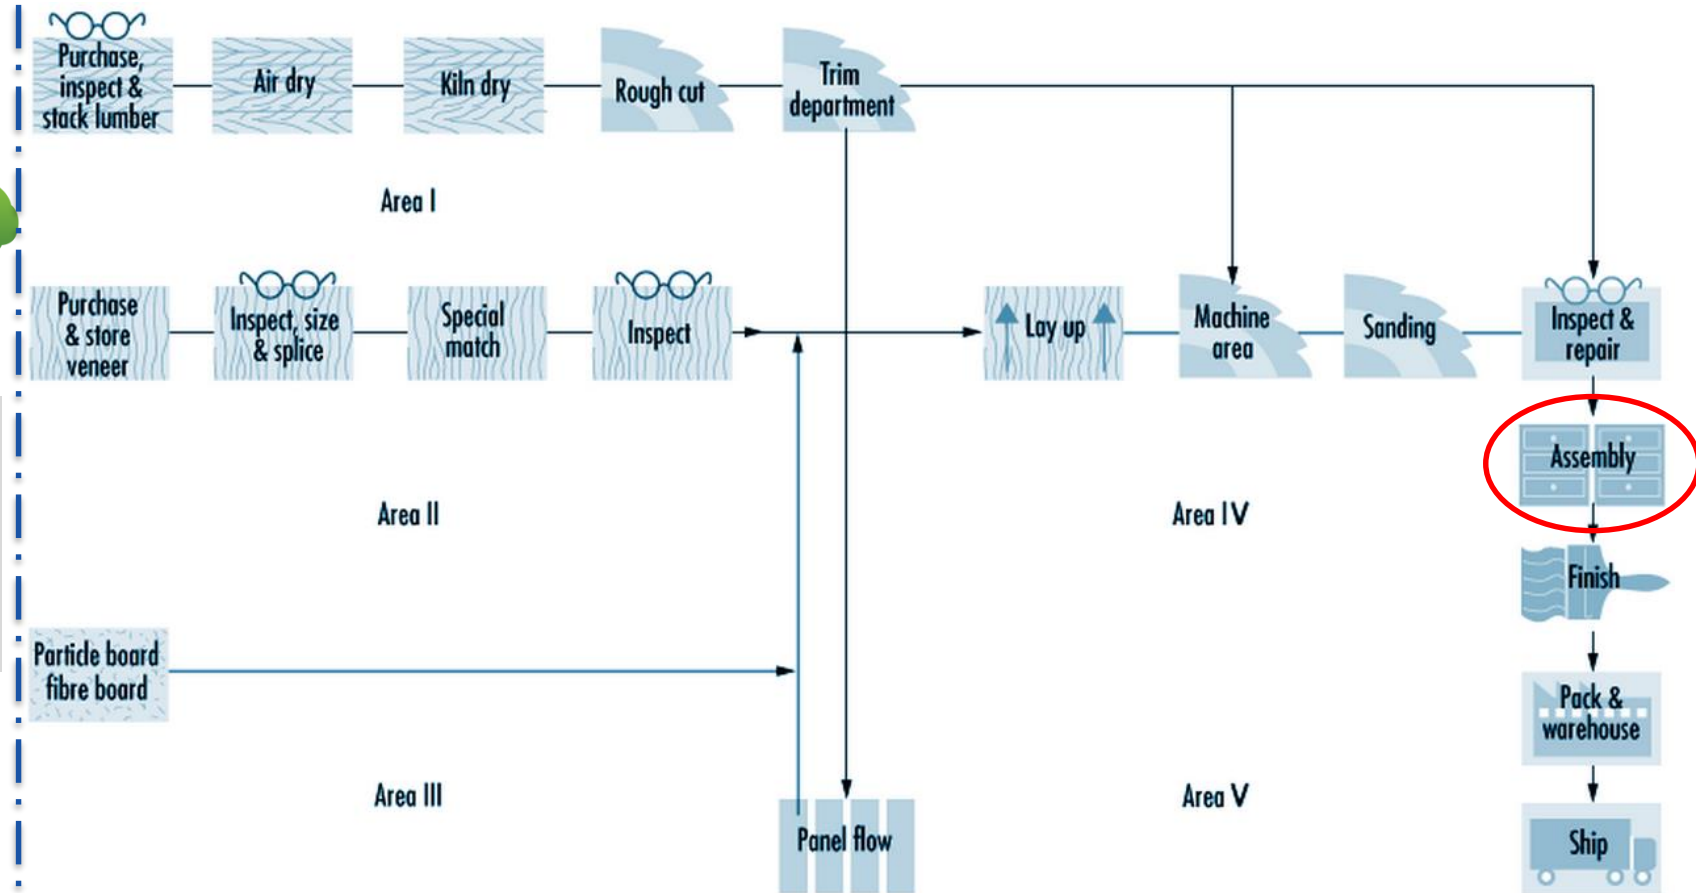 Purchase,
inspect &
stack lumber
Air dry
Kiln dry
Rough cut
Trim
department
Area I
Purchase
& store
veneer
Inspect, size
& splice
Special
match
Inspect
Lay up
Machine
area
Sanding
Inspect &
repair
Assembly
Area II
Area IV
Finish
Particle board
fibre board
Pack &
warehouse
Area III
Area V
Panel flow
Ship